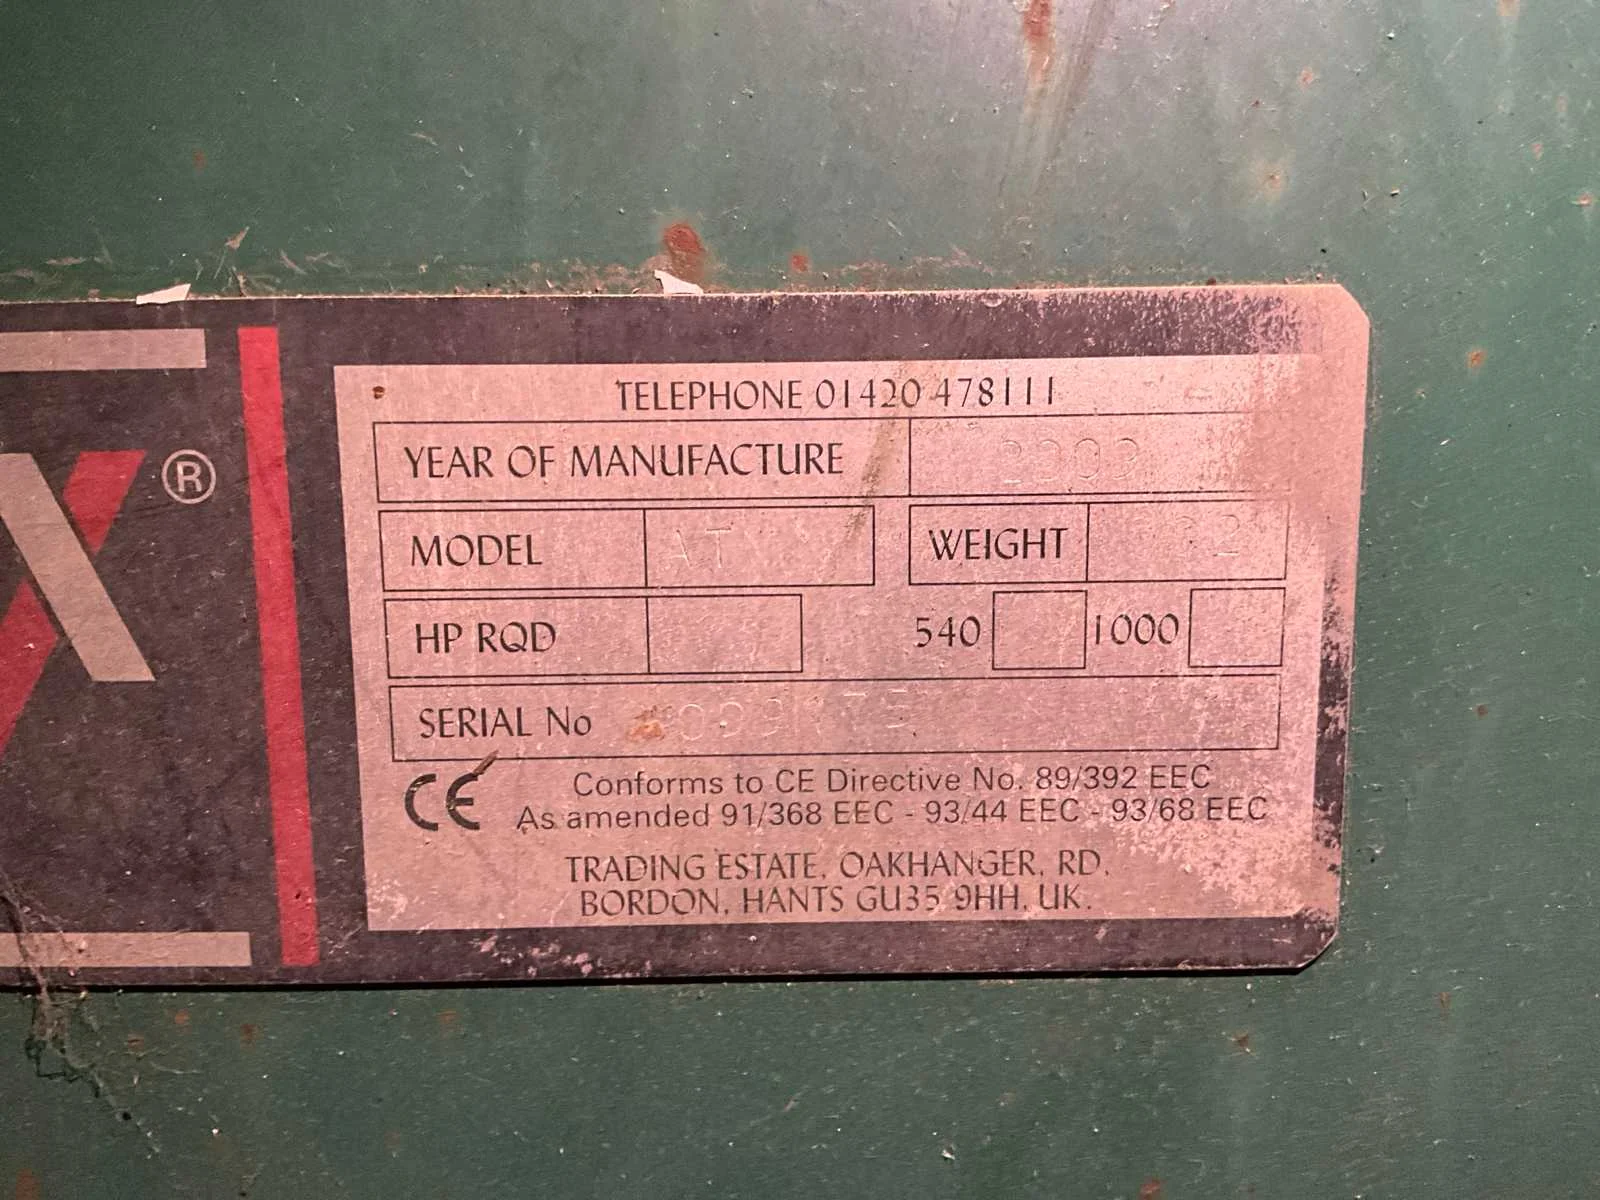 X ®
TELEPHONE 01420 478111
YEAR OF MANUFACTURE
MODEL WEIGHT
HP RQD 540 1000
SERIAL No
CE Conforms to CE Directive No. 89/392 EEC
As amended 91/368 EEC - 93/44 EEC - 93/68 EEC
TRADING ESTATE, OAKHANGER, RD,
BORDON, HANTS GU35 9HH, UK.